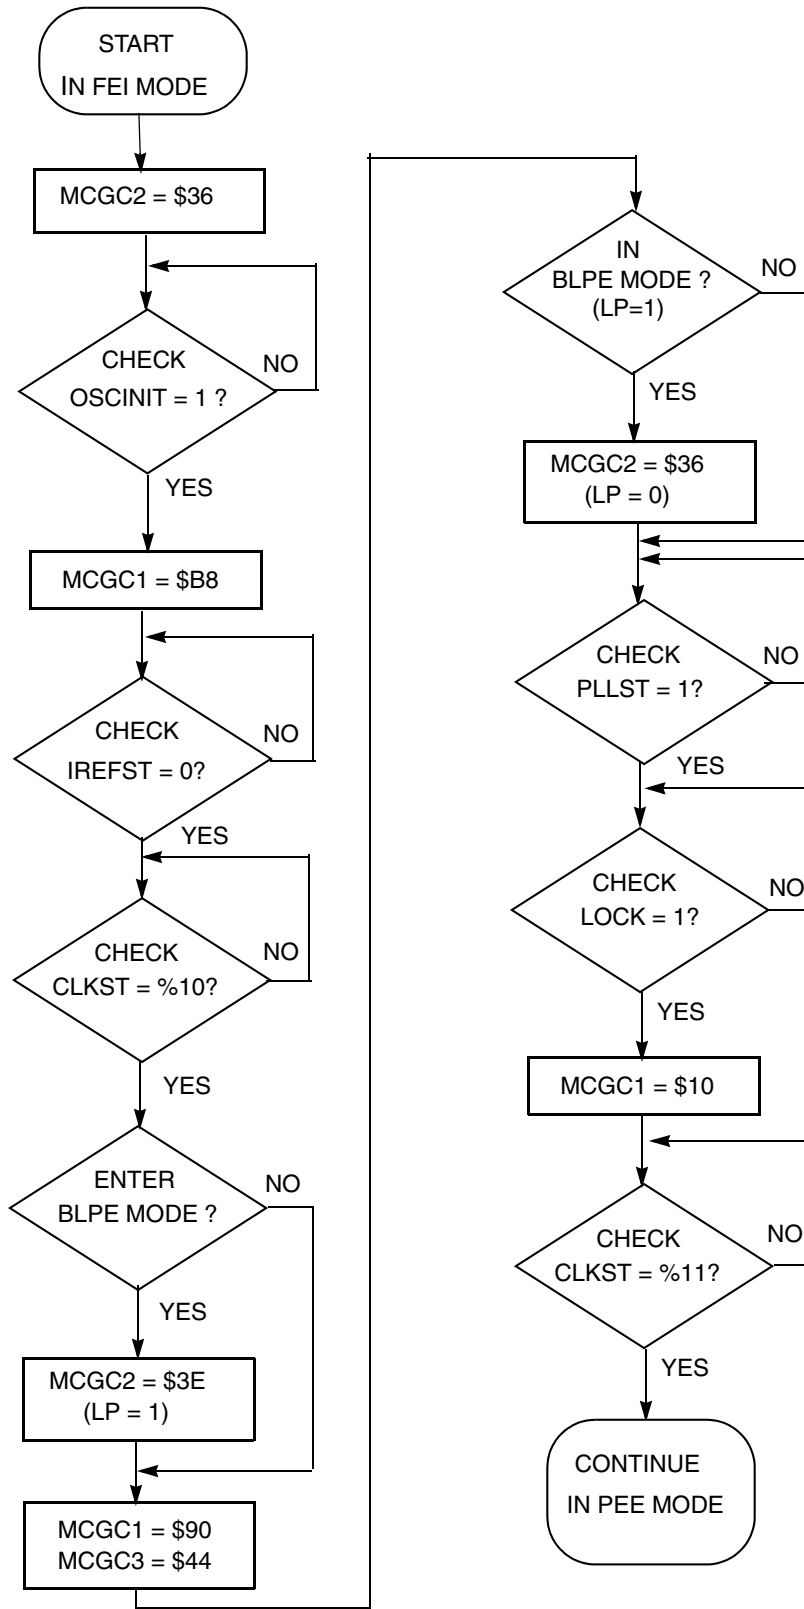 START
IN FEI MODE
MCGC2 = $36
CHECK
OSCINIT = 1 ?
NO
YES
MCGC1 = $B8
CHECK
IREFST = 0?
NO
YES
CHECK
CLKST = %10?
NO
YES
ENTER
BLPE MODE ?
NO
YES
MCGC2 = $3E
(LP = 1)
MCGC1 = $90
MCGC3 = $44
IN
BLPE MODE ?
(LP=1)
NO
YES
MCGC2 = $36
(LP = 0)
CHECK
PLLST = 1?
NO
YES
CHECK
LOCK = 1?
NO
YES
MCGC1 = $10
CHECK
CLKST = %11?
NO
YES
CONTINUE
IN PEE MODE